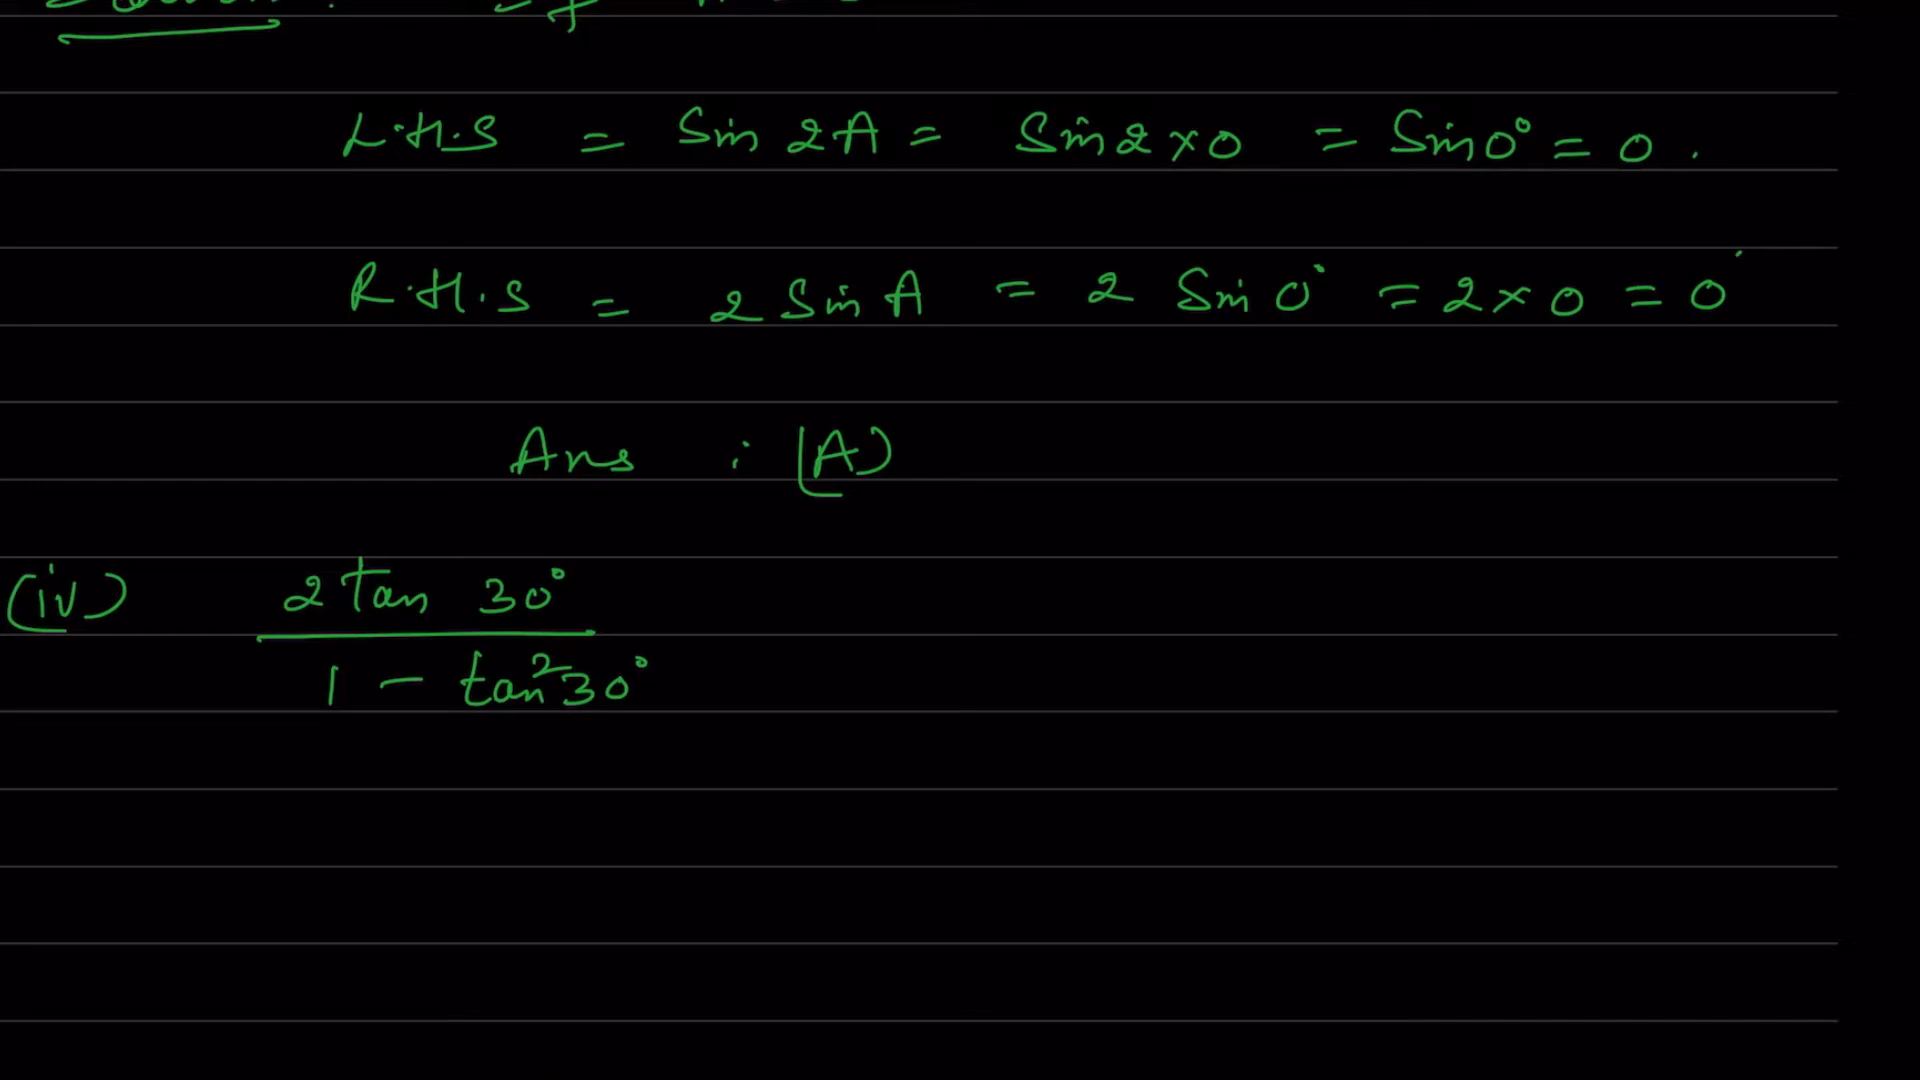 L.H.S = Sin 2A = Sin 2 × 0 = Sin 0° = 0 .
R.H.S = 2 Sin A = 2 Sin 0° = 2 × 0 = 0
Ans : (A)
(iv) 2 Tan 30°
1 - tan²30°